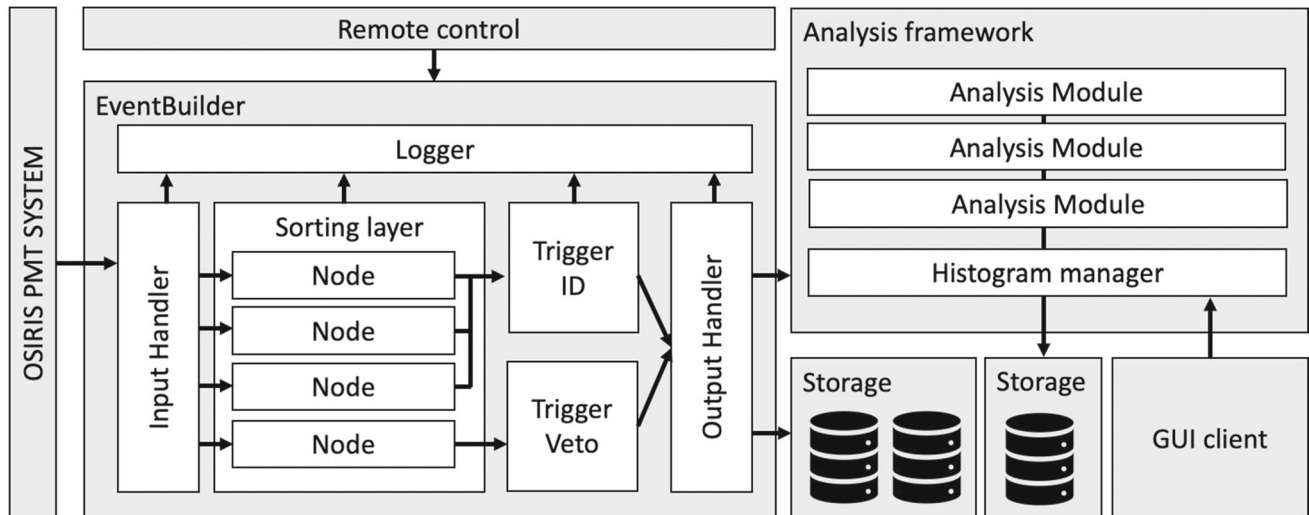 OSIRIS PMT SYSTEM
Remote control
EventBuilder
Logger
Input Handler
Sorting layer
Node
Node
Node
Node
Trigger
ID
Trigger
Veto
Output Handler
Analysis framework
Analysis Module
Analysis Module
Analysis Module
Histogram manager
Storage
Storage
GUI client